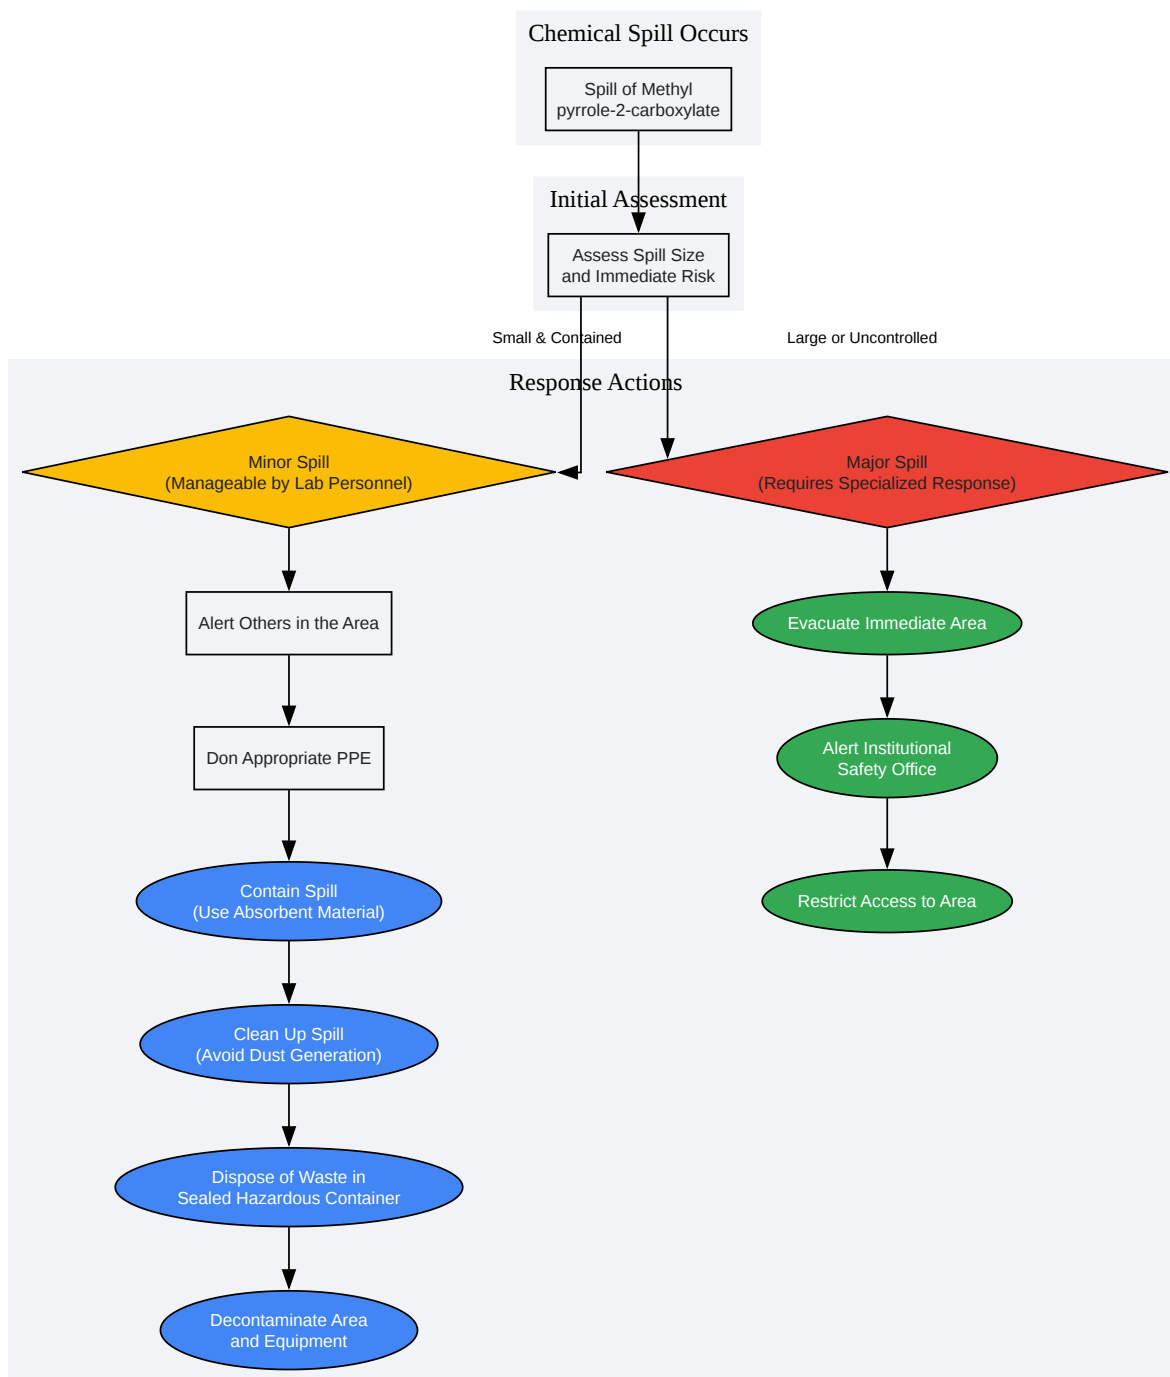 Chemical Spill Occurs
Spill of Methyl
pyrrole-2-carboxylate
Initial Assessment
Assess Spill Size
and Immediate Risk
Small & Contained
Large or Uncontrolled
Response Actions
Minor Spill
(Manageable by Lab Personnel)
Major Spill
(Requires Specialized Response)
Alert Others in the Area
Evacuate Immediate Area
Don Appropriate PPE
Alert Institutional
Safety Office
Contain Spill
(Use Absorbent Material)
Restrict Access to Area
Clean Up Spill
(Avoid Dust Generation)
Dispose of Waste in
Sealed Hazardous Container
Decontaminate Area
and Equipment